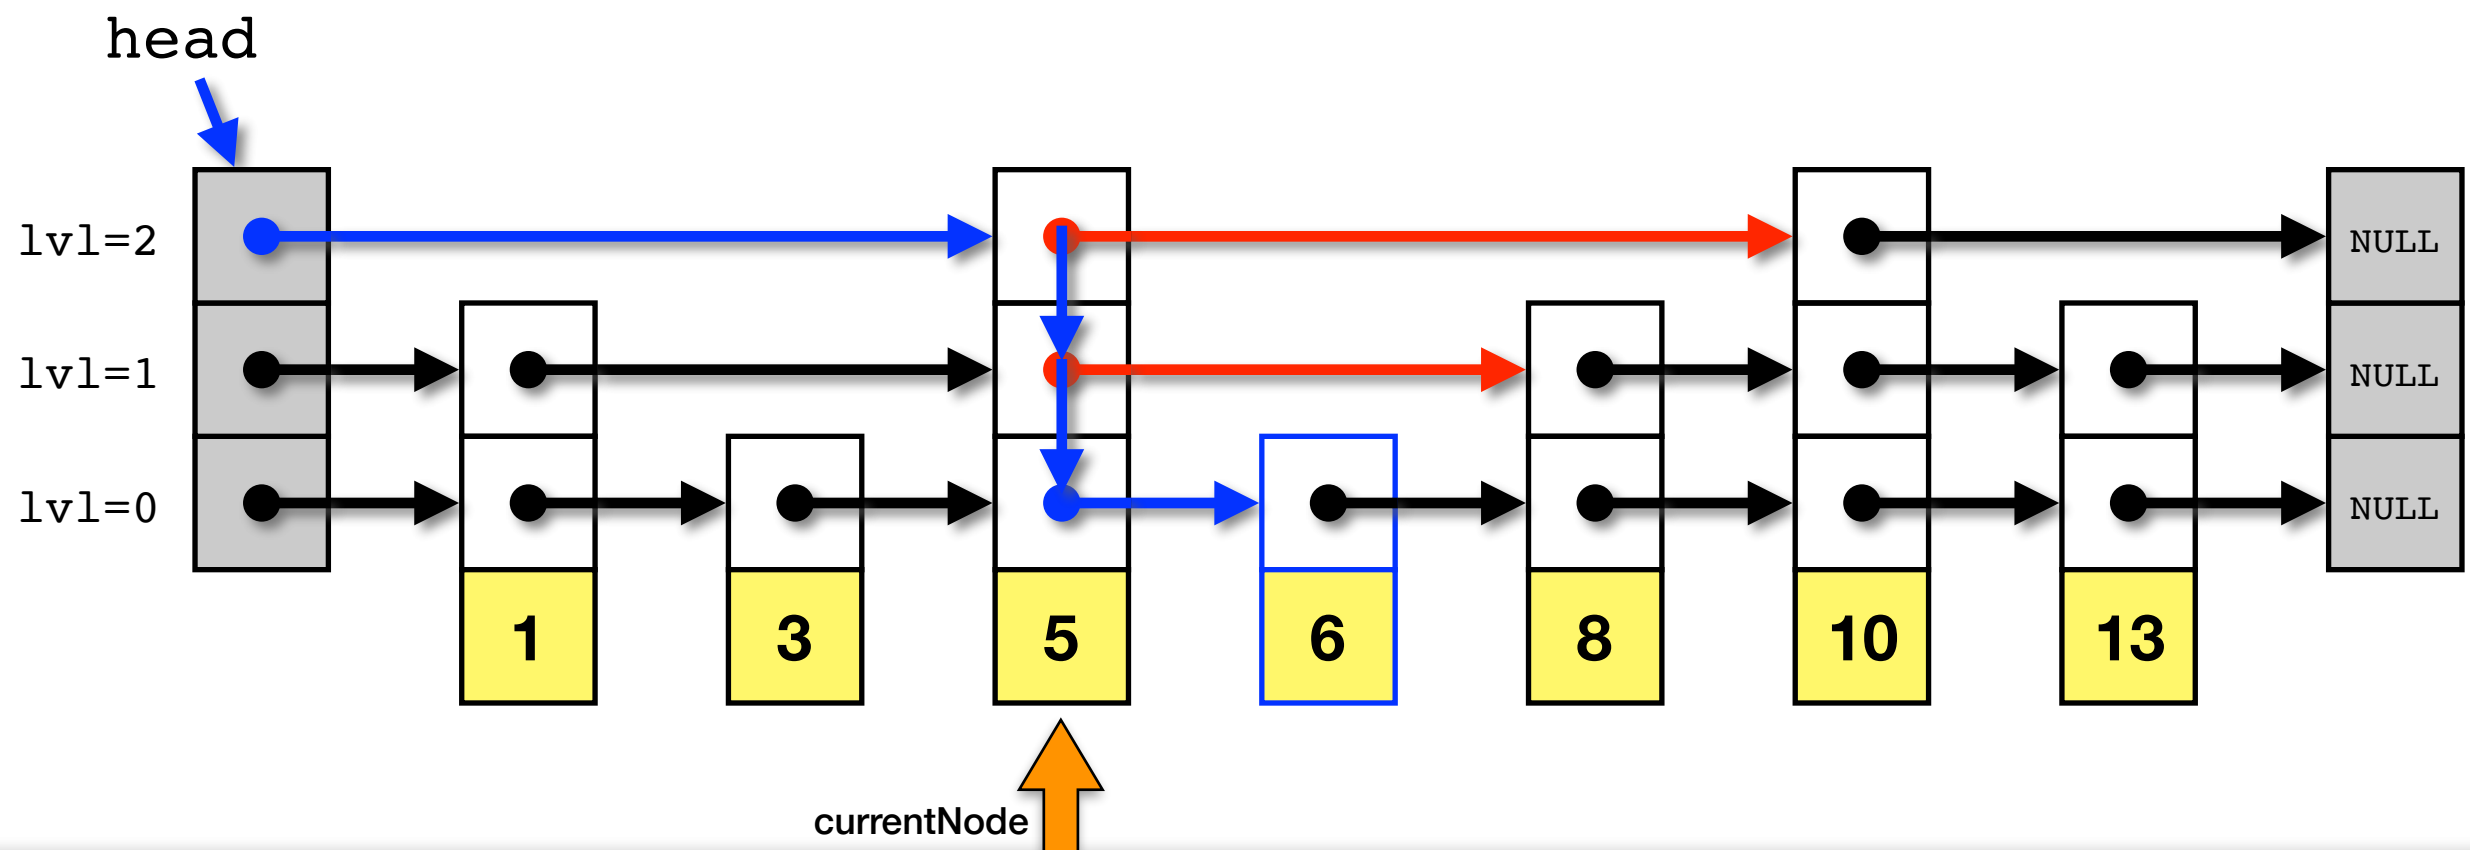 head
lvl=2 NULL
lvl=1 NULL
lvl=0 NULL
1 3 5 6 8 10 13
currentNode